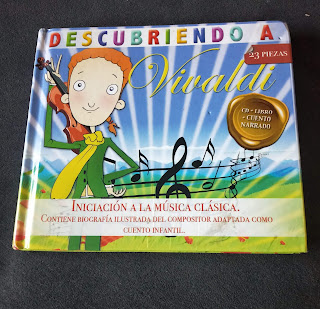 DESCUBRIENDO A
23 PIEZAS
Vivaldi
CD + LIBRO
+ CUENTO
NARRADO
INICIACIÓN A LA MÚSICA CLÁSICA.
CONTIENE BIOGRAFÍA ILUSTRADA DEL COMPOSITOR ADAPTADA COMO
CUENTO INFANTIL.